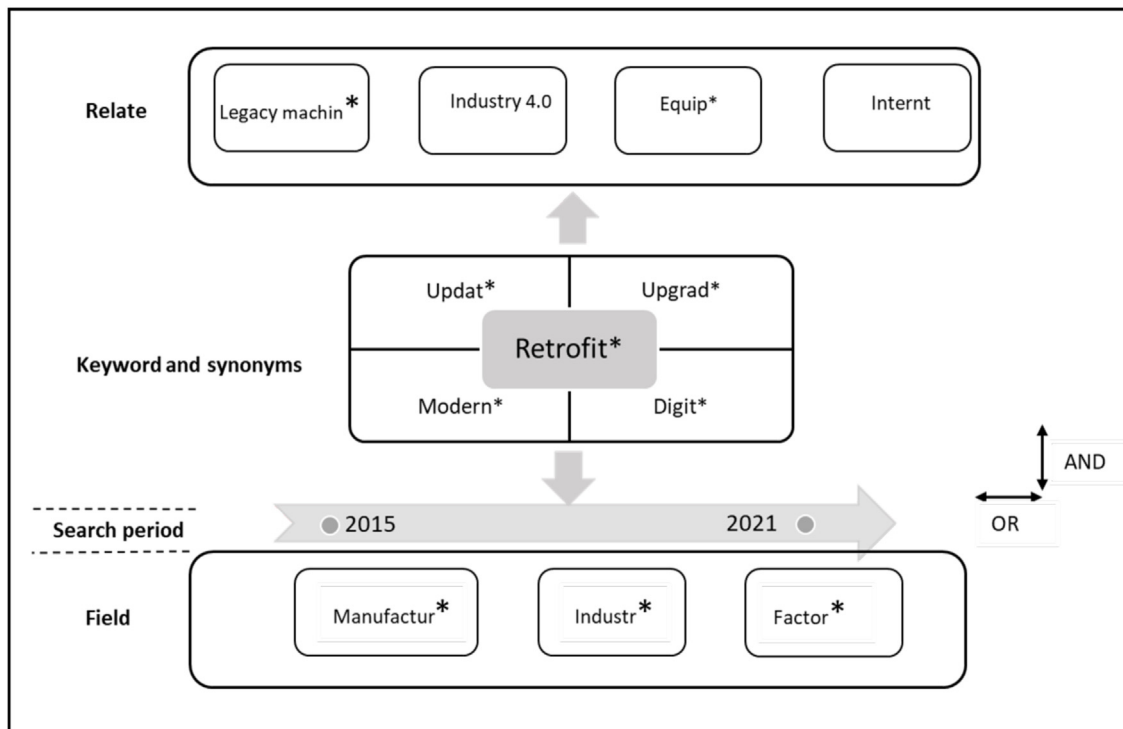 Relate
Legacy machin*
Industry 4.0
Equip*
Internt
Keyword and synonyms
Updat*
Upgrad*
Retrofit*
Modern*
Digit*
AND
OR
Search period
2015
2021
Field
Manufactur*
Industr*
Factor*